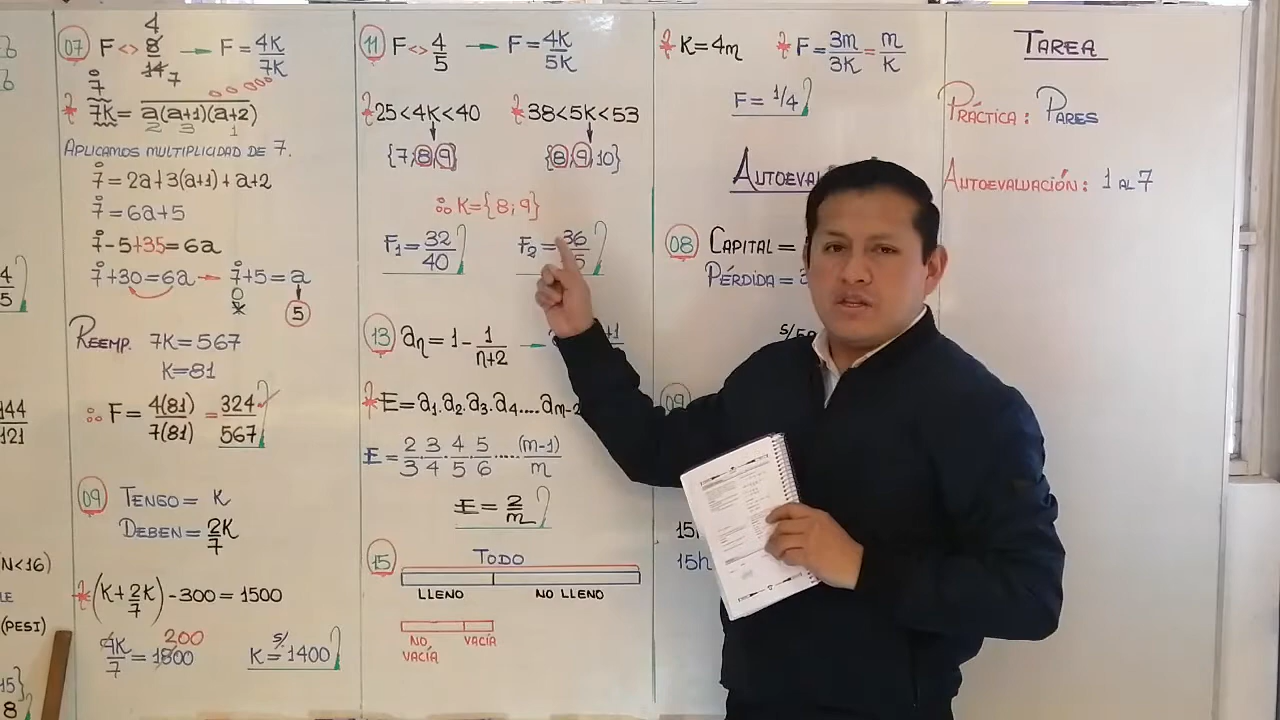 4/5
144/121
N<16)
LE
(PESI)
15}
8
07 F <> 8/14 4 7 → F = 4K/7K
7̊
* 7K = a(a+1)(a+2)
2 3 1
APLICAMOS MULTIPLICIDAD DE 7.
7̊ = 2a+3(a+1)+a+2
7̊ = 6a+5
7̊-5+35=6a
7̊+30=6a → 7̊+5=a
0
* 5
REEMP. 7K=567
K=81
∴ F = 4(81)/7(81) = 324/567
09 TENGO = K
DEBEN = 2K/7
* (K+2K/7)-300=1500
9K/7 = 1800 200 K = S/. 1400
11 F <> 4/5 → F = 4K/5K
* 25<4K<40 * 38<5K<53
{7;8;9} {8;9;10}
∴ K={8;9}
F₁ = 32/40 F₂ = 36/
13 aₙ = 1 - 1/n+2 →
* E = a₁.a₂.a₃.a₄....
E = 2/3 . 3/4 . 4/5 . 5/6 ..... (m-1)/m
E = 2/m
15 TODO
LLENO NO LLENO
NO VACÍA
VACÍA
* K=4m * F = 3m/3K = m/K
F = 1/4
08 CAPITAL =
PÉRDIDA =
09
15h
TAREA
PRÁCTICA: PARES
AUTOEVALUACIÓN: 1 AL 7